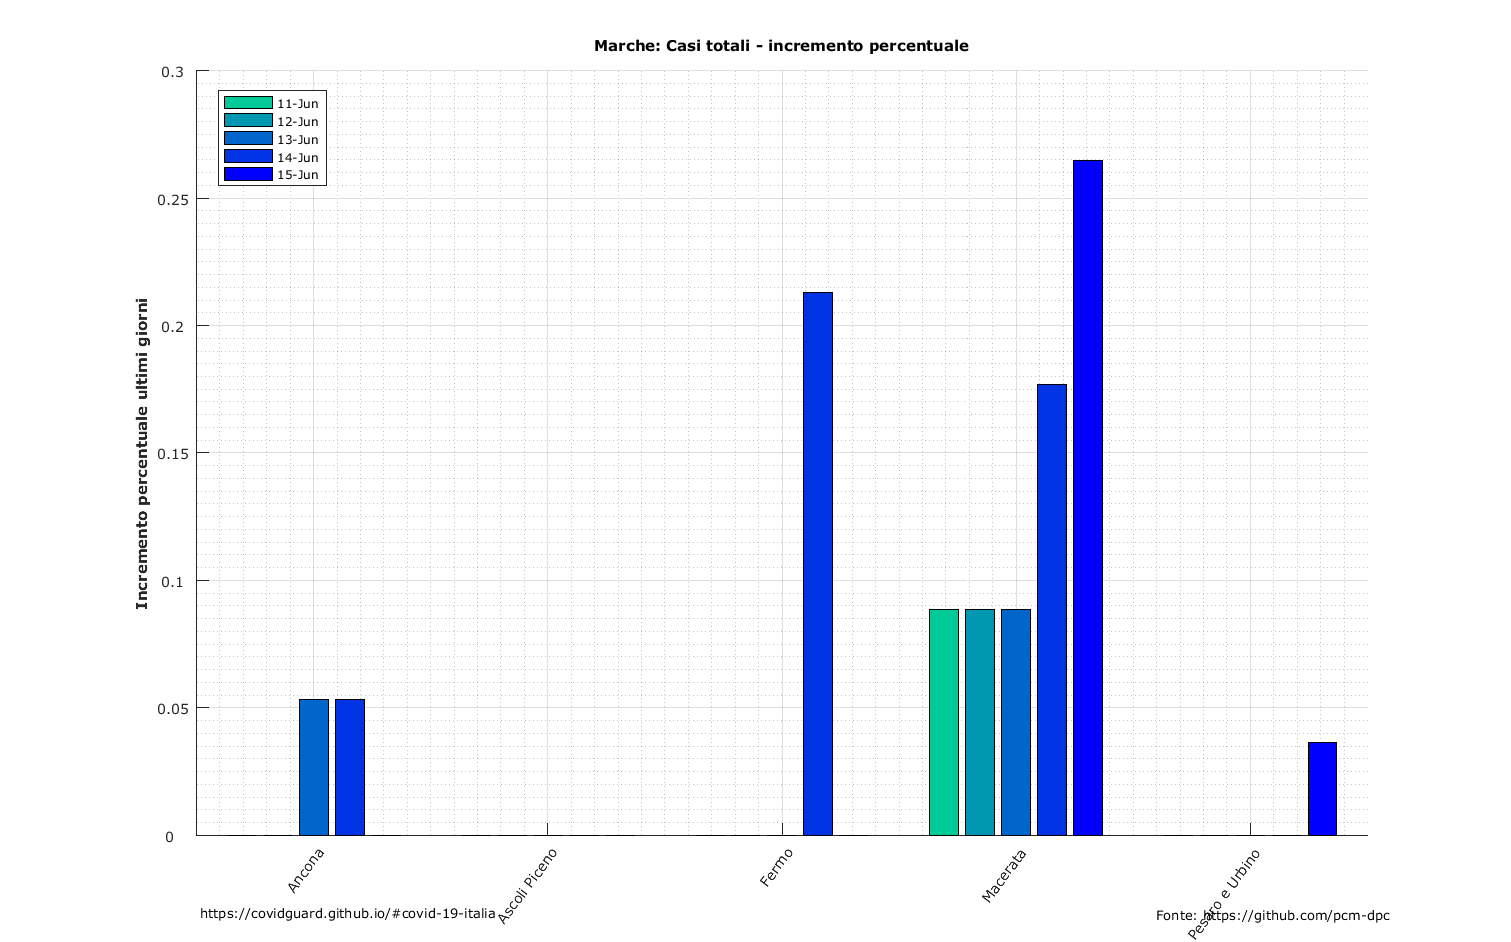 Marche: Casi totali - incremento percentuale
0.3
0.25
0.2
0.15
0.1
0.05
0
Incremento percentuale ultimi giorni
11-Jun
12-Jun
13-Jun
14-Jun
15-Jun
Ancona
Ascoli Piceno
Fermo
Macerata
Pesaro e Urbino
https://covidguard.github.io/#covid-19-italia
Fonte: https://github.com/pcm-dpc